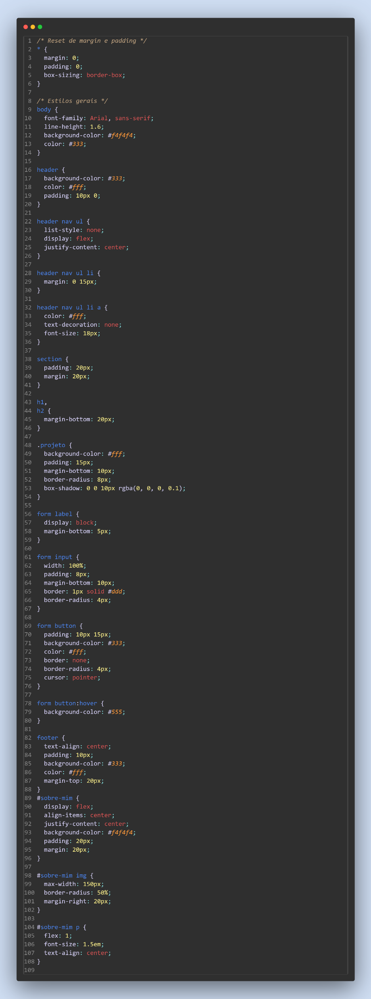 1 /* Reset de margin e padding */
2 * {
3   margin: 0;
4   padding: 0;
5   box-sizing: border-box;
6 }
7
8 /* Estilos gerais */
9 body {
10   font-family: Arial, sans-serif;
11   line-height: 1.6;
12   background-color: #f4f4f4;
13   color: #333;
14 }
15
16 header {
17   background-color: #333;
18   color: #fff;
19   padding: 10px 0;
20 }
21
22 header nav ul {
23   list-style: none;
24   display: flex;
25   justify-content: center;
26 }
27
28 header nav ul li {
29   margin: 0 15px;
30 }
31
32 header nav ul li a {
33   color: #fff;
34   text-decoration: none;
35   font-size: 18px;
36 }
37
38 section {
39   padding: 20px;
40   margin: 20px;
41 }
42
43 h1,
44 h2 {
45   margin-bottom: 20px;
46 }
47
48 .projeto {
49   background-color: #fff;
50   padding: 15px;
51   margin-bottom: 10px;
52   border-radius: 8px;
53   box-shadow: 0 0 10px rgba(0, 0, 0, 0.1);
54 }
55
56 form label {
57   display: block;
58   margin-bottom: 5px;
59 }
60
61 form input {
62   width: 100%;
63   padding: 8px;
64   margin-bottom: 10px;
65   border: 1px solid #ddd;
66   border-radius: 4px;
67 }
68
69 form button {
70   padding: 10px 15px;
71   background-color: #333;
72   color: #fff;
73   border: none;
74   border-radius: 4px;
75   cursor: pointer;
76 }
77
78 form button:hover {
79   background-color: #555;
80 }
81
82 footer {
83   text-align: center;
84   padding: 10px;
85   background-color: #333;
86   color: #fff;
87   margin-top: 20px;
88 }
89 #sobre-mim {
90   display: flex;
91   align-items: center;
92   justify-content: center;
93   background-color: #f4f4f4;
94   padding: 20px;
95   margin: 20px;
96 }
97
98 #sobre-mim img {
99   max-width: 150px;
100   border-radius: 50%;
101   margin-right: 20px;
102 }
103
104 #sobre-mim p {
105   flex: 1;
106   font-size: 1.5em;
107   text-align: center;
108 }
109